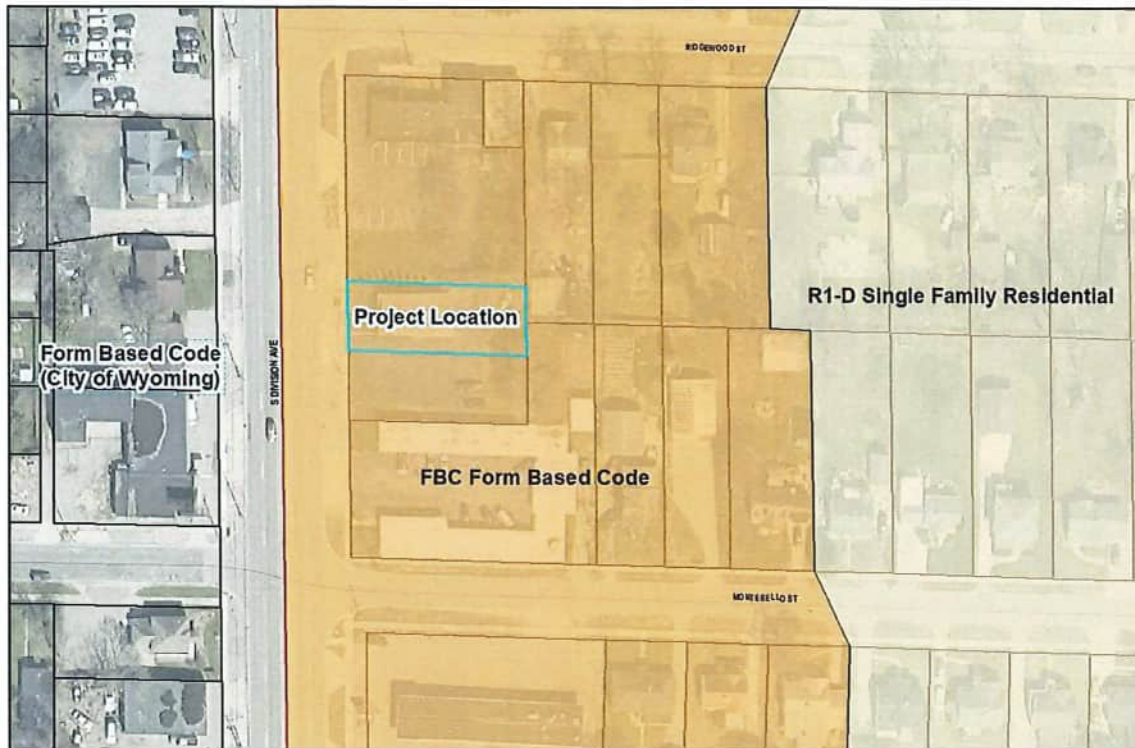 RIDGEWOOD ST
R1-D Single Family Residential
Project Location
Form Based Code
(City of Wyoming)
S DIVISION AVE
FBC Form Based Code
MONTEBELLO ST